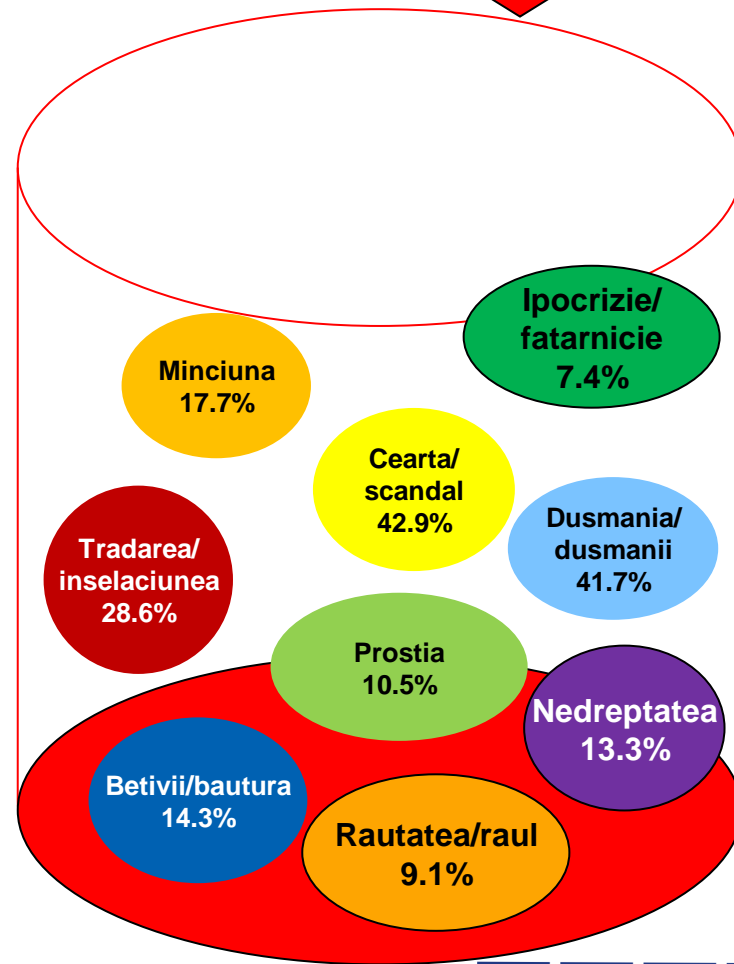 Ipocrizie/
fatarnicie
7.4%
Minciuna
17.7%
Cearta/
scandal
42.9%
Dusmania/
dusmanii
41.7%
Tradarea/
inselaciunea
28.6%
Prostia
10.5%
Nedreptatea
13.3%
Betivii/bautura
14.3%
Rautatea/raul
9.1%